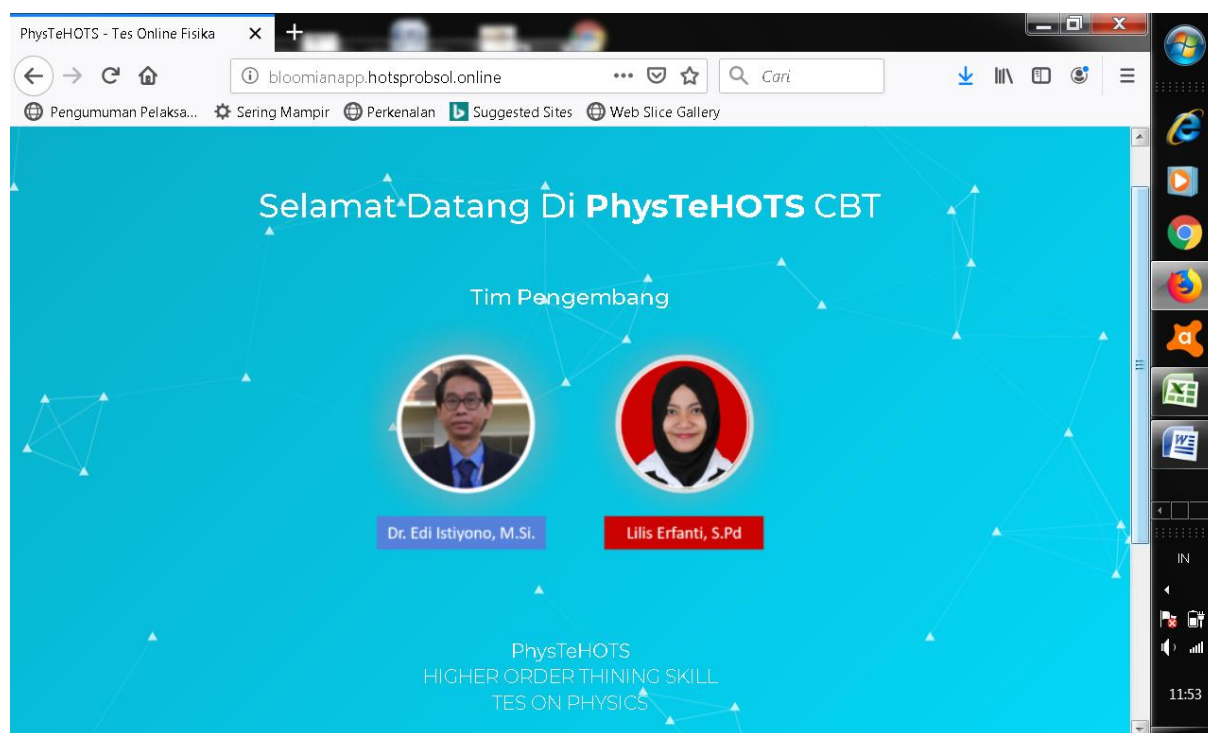 PhysTeHOTS - Tes Online Fisika
bloomianapp.hotsprobsol.online
Cari
Pengumuman Pelaksa...
Sering Mampir
Perkenalan
Suggested Sites
Web Slice Gallery
Selamat Datang Di PhysTeHOTS CBT
Tim Pengembang
Dr. Edi Istiyono, M.Si.
Lilis Erfanti, S.Pd
PhysTeHOTS
HIGHER ORDER THINING SKILL
TES ON PHYSICS
IN
11:53